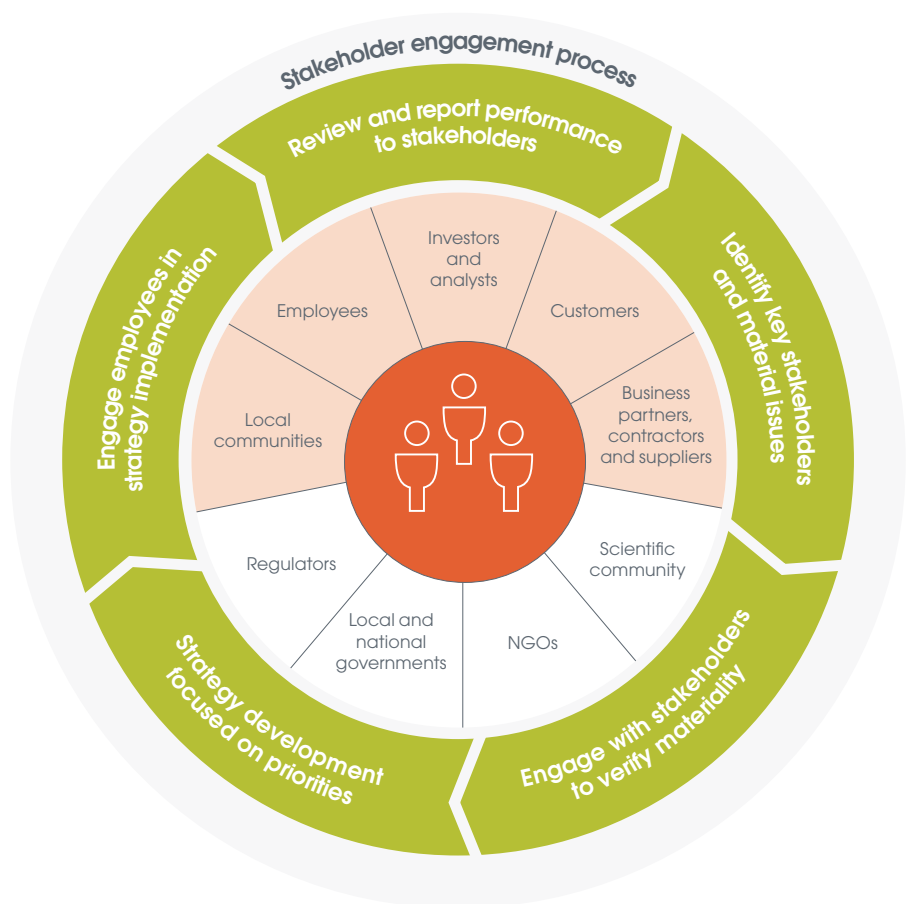 Stakeholder engagement process
Review and report performance
to stakeholders
Identify key stakeholders
and material issues
Engage with stakeholders
to verify materiality
Strategy development
focused on priorities
Engage employees in
strategy implementation
Investors
and
analysts
Customers
Business
partners,
contractors
and suppliers
Scientific
community
NGOs
Local and
national
governments
Regulators
Local
communities
Employees